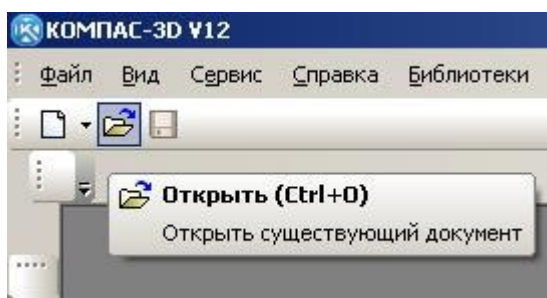 КОМПАС-3D V12
Файл Вид Сервис Справка Библиотеки
Открыть (Ctrl+O)
Открыть существующий документ